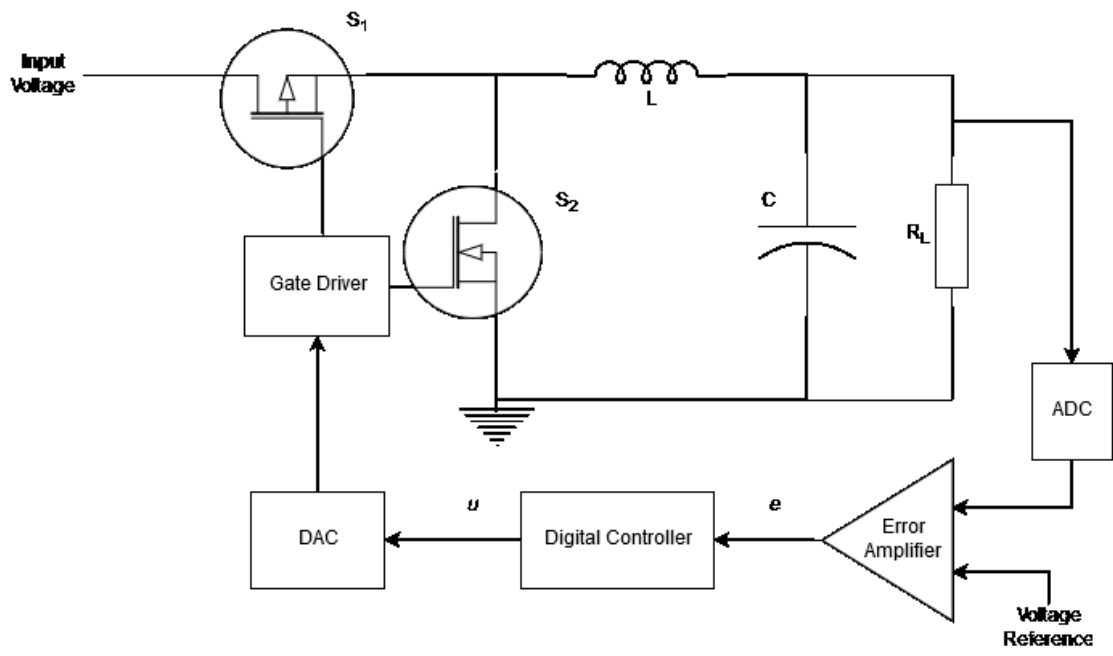 S1
Input
Voltage
L
S2
C
RL
Gate Driver
ADC
u
e
DAC
Digital Controller
Error
Amplifier
Voltage
Reference